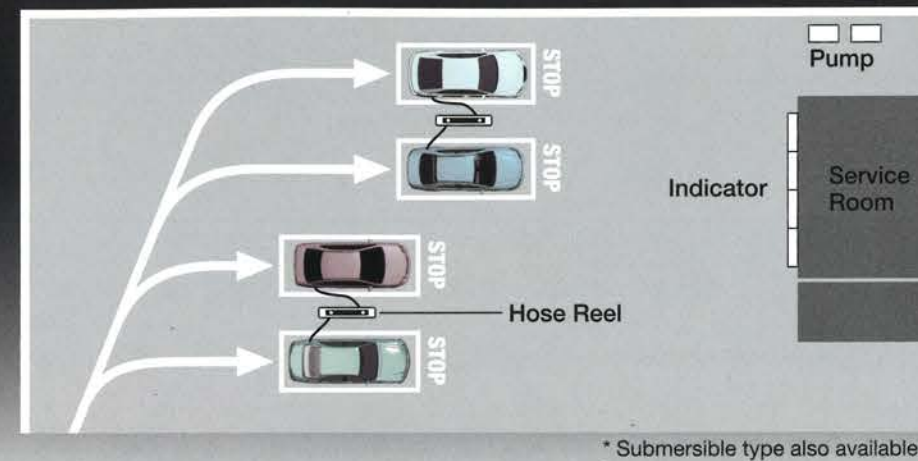 STOP
Pump
STOP
Indicator
Service
Room
STOP
Hose Reel
STOP
* Submersible type also available